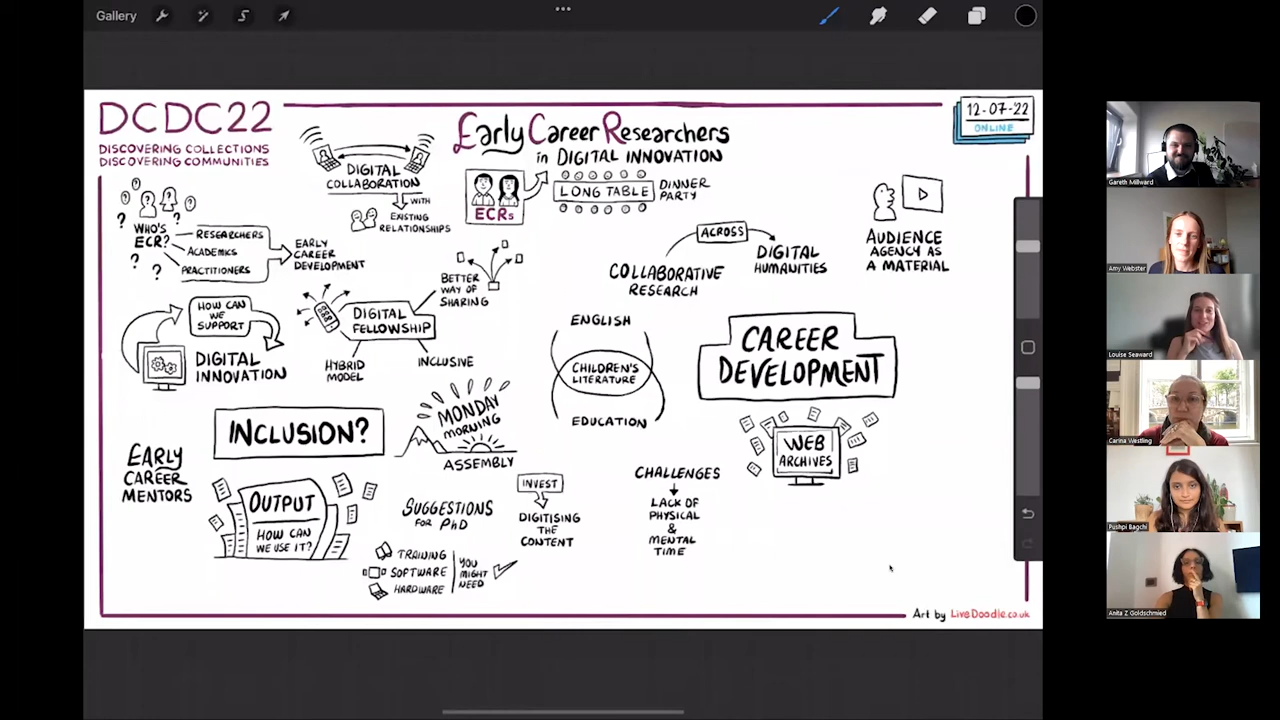 Gallery
DCDC22
DISCOVERING COLLECTIONS
DISCOVERING COMMUNITIES
Early Career Researchers
in DIGITAL INNOVATION
12-07-22
ONLINE
DIGITAL
COLLABORATION
WITH
EXISTING
RELATIONSHIPS
ECRs
LONG TABLE
DINNER
PARTY
WHO'S
ECR?
RESEARCHERS
ACADEMICS
PRACTITIONERS
EARLY
CAREER
DEVELOPMENT
BETTER
WAY OF
SHARING
ACROSS
COLLABORATIVE
RESEARCH
DIGITAL
HUMANITIES
AUDIENCE
AGENCY AS
A MATERIAL
HOW CAN
WE
SUPPORT
DIGITAL
INNOVATION
DIGITAL
FELLOWSHIP
HYBRID
MODEL
INCLUSIVE
ENGLISH
CHILDREN'S
LITERATURE
EDUCATION
CAREER
DEVELOPMENT
INCLUSION?
MONDAY
MORNING
ASSEMBLY
WEB
ARCHIVES
EARLY
CAREER
MENTORS
OUTPUT
HOW CAN
WE USE IT?
SUGGESTIONS
FOR PhD
TRAINING
SOFTWARE
HARDWARE
YOU
MIGHT
NEED
INVEST
DIGITISING
THE
CONTENT
CHALLENGES
LACK OF
PHYSICAL
&
MENTAL
TIME
Art by LiveDoodle.co.uk
Gareth Millward
Amy Webster
Louise Seaward
Carina Westling
Pushpi Bagchi
Anita Z Goldschmied